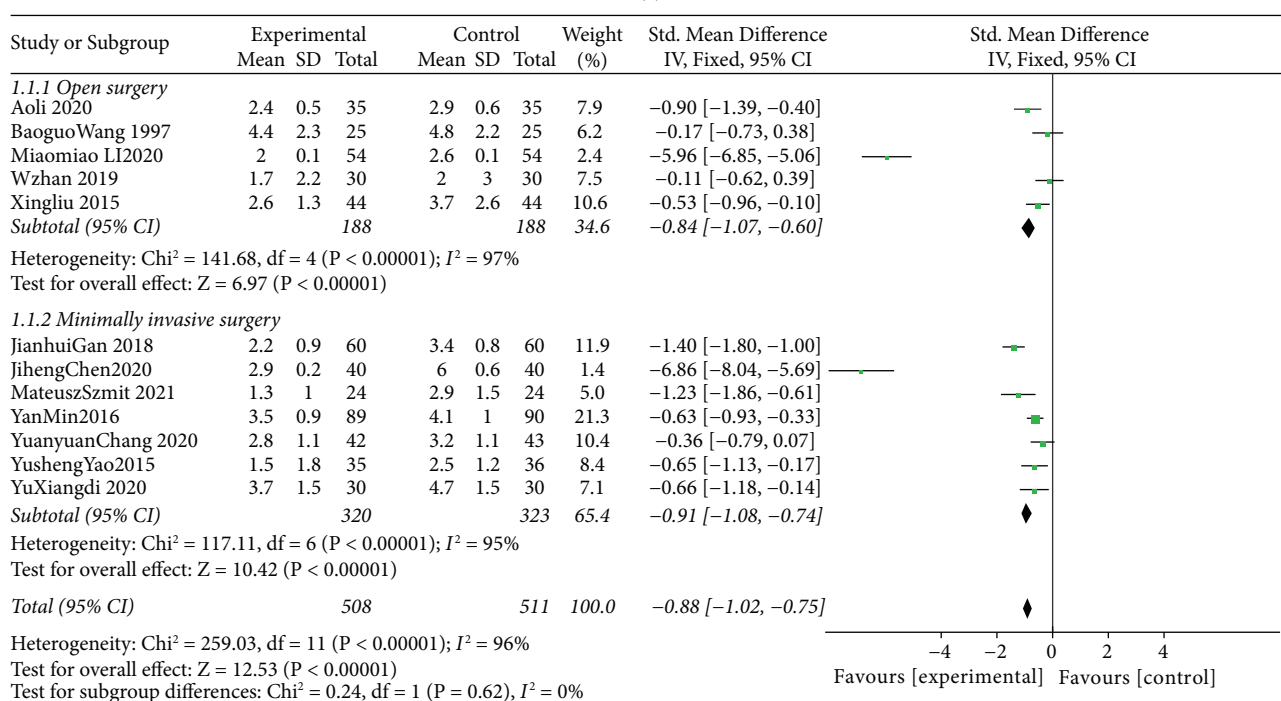 Study or Subgroup Experimental Control Weight Std. Mean Difference Std. Mean Difference
Mean SD Total Mean SD Total (%) IV, Fixed, 95% CI IV, Fixed, 95% CI
1.1.1 Open surgery
Aoli 2020 2.4 0.5 35 2.9 0.6 35 7.9 −0.90 [−1.39, −0.40]
BaoguoWang 1997 4.4 2.3 25 4.8 2.2 25 6.2 −0.17 [−0.73, 0.38]
Miaomiao LI2020 2 0.1 54 2.6 0.1 54 2.4 −5.96 [−6.85, −5.06]
Wzhan 2019 1.7 2.2 30 2 3 30 7.5 −0.11 [−0.62, 0.39]
Xingliu 2015 2.6 1.3 44 3.7 2.6 44 10.6 −0.53 [−0.96, −0.10]
Subtotal (95% CI) 188 188 34.6 −0.84 [−1.07, −0.60]
Heterogeneity: Chi² = 141.68, df = 4 (P < 0.00001); I² = 97%
Test for overall effect: Z = 6.97 (P < 0.00001)
1.1.2 Minimally invasive surgery
JianhuiGan 2018 2.2 0.9 60 3.4 0.8 60 11.9 −1.40 [−1.80, −1.00]
JihengChen2020 2.9 0.2 40 6 0.6 40 1.4 −6.86 [−8.04, −5.69]
MateuszSzmit 2021 1.3 1 24 2.9 1.5 24 5.0 −1.23 [−1.86, −0.61]
YanMin2016 3.5 0.9 89 4.1 1 90 21.3 −0.63 [−0.93, −0.33]
YuanyuanChang 2020 2.8 1.1 42 3.2 1.1 43 10.4 −0.36 [−0.79, 0.07]
YushengYao2015 1.5 1.8 35 2.5 1.2 36 8.4 −0.65 [−1.13, −0.17]
YuXiangdi 2020 3.7 1.5 30 4.7 1.5 30 7.1 −0.66 [−1.18, −0.14]
Subtotal (95% CI) 320 323 65.4 −0.91 [−1.08, −0.74]
Heterogeneity: Chi² = 117.11, df = 6 (P < 0.00001); I² = 95%
Test for overall effect: Z = 10.42 (P < 0.00001)
Total (95% CI) 508 511 100.0 −0.88 [−1.02, −0.75]
Heterogeneity: Chi² = 259.03, df = 11 (P < 0.00001); I² = 96%
Test for overall effect: Z = 12.53 (P < 0.00001)
Test for subgroup differences: Chi² = 0.24, df = 1 (P = 0.62), I² = 0%
−4 −2 0 2 4
Favours [experimental] Favours [control]